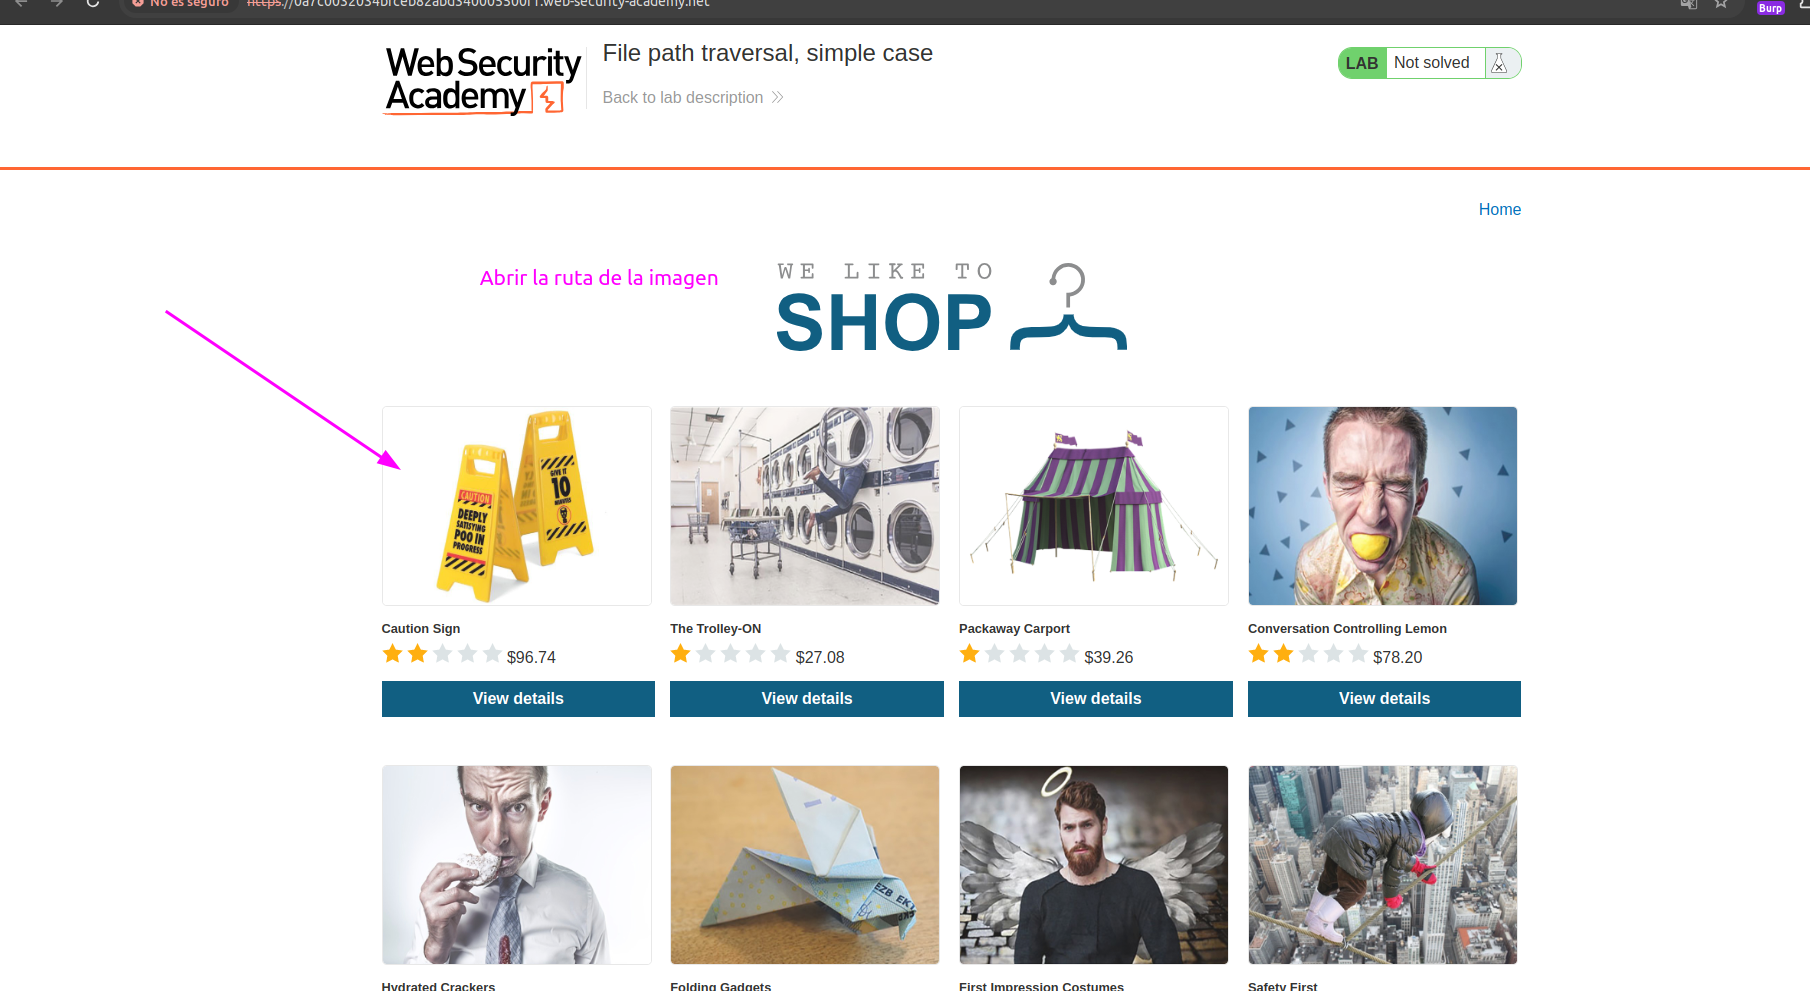 No es seguro https://0a7c0032034bfceb82abd340005500f1.web-security-academy.net
Burp
WebSecurity
Academy
File path traversal, simple case
Back to lab description
LAB Not solved
Home
Abrir la ruta de la imagen
WE LIKE TO
SHOP
CAUTION
DEEPLY
SATISFYING
POO IN
PROGRESS
GIVE IT
10
MINUTES
Caution Sign
$96.74
View details
The Trolley-ON
$27.08
View details
Packaway Carport
$39.26
View details
Conversation Controlling Lemon
$78.20
View details
EZB EKT
Hydrated Crackers
Folding Gadgets
First Impression Costumes
Safety First